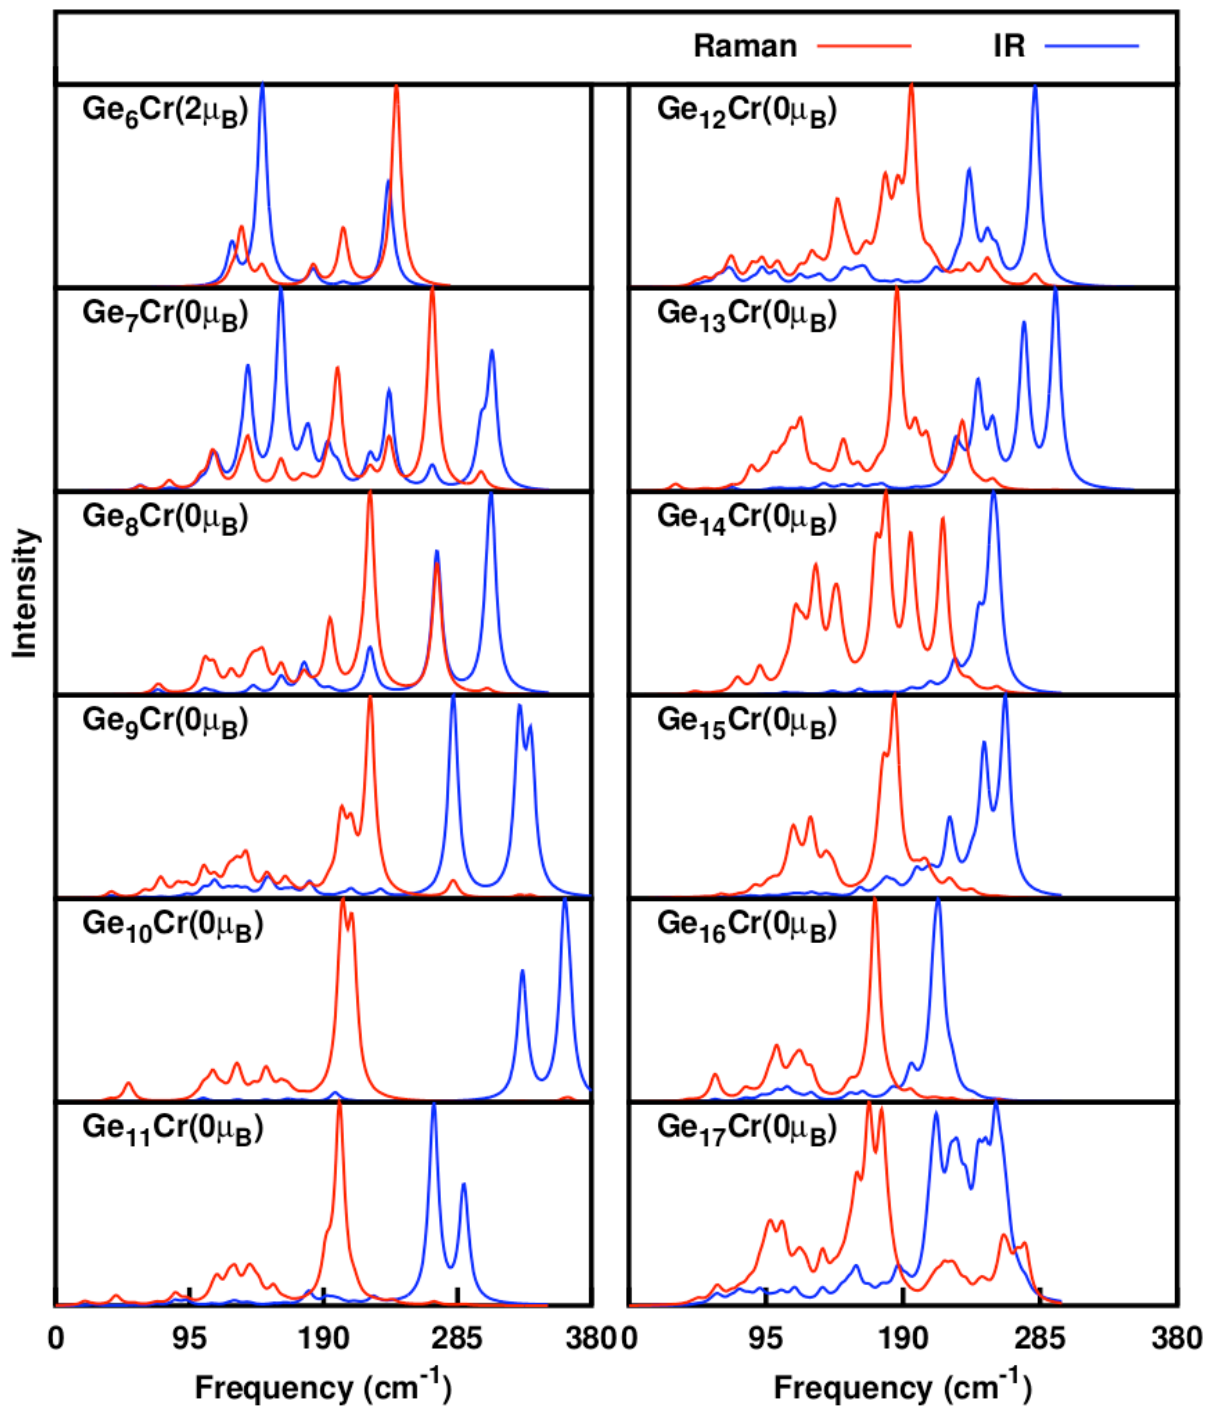 Raman IR
Ge6Cr(2μB) Ge12Cr(0μB)
Ge7Cr(0μB) Ge13Cr(0μB)
Ge8Cr(0μB) Ge14Cr(0μB)
Intensity
Ge9Cr(0μB) Ge15Cr(0μB)
Ge10Cr(0μB) Ge16Cr(0μB)
Ge11Cr(0μB) Ge17Cr(0μB)
0 95 190 285 380 0 95 190 285 380
Frequency (cm-1) Frequency (cm-1)